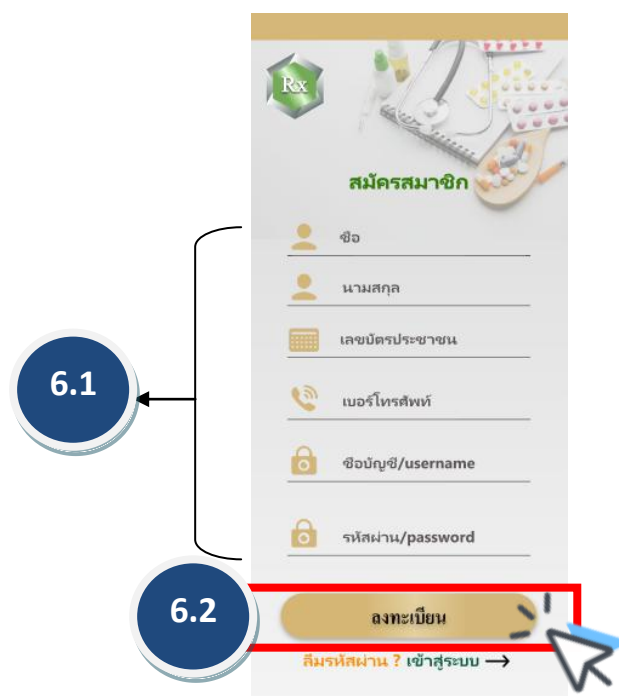 Rx
สมัครสมาชิก
ชื่อ
นามสกุล
เลขบัตรประชาชน
6.1
เบอร์โทรศัพท์
ชื่อบัญชี/username
รหัสผ่าน/password
6.2
ลงทะเบียน
ลืมรหัสผ่าน ? เข้าสู่ระบบ →